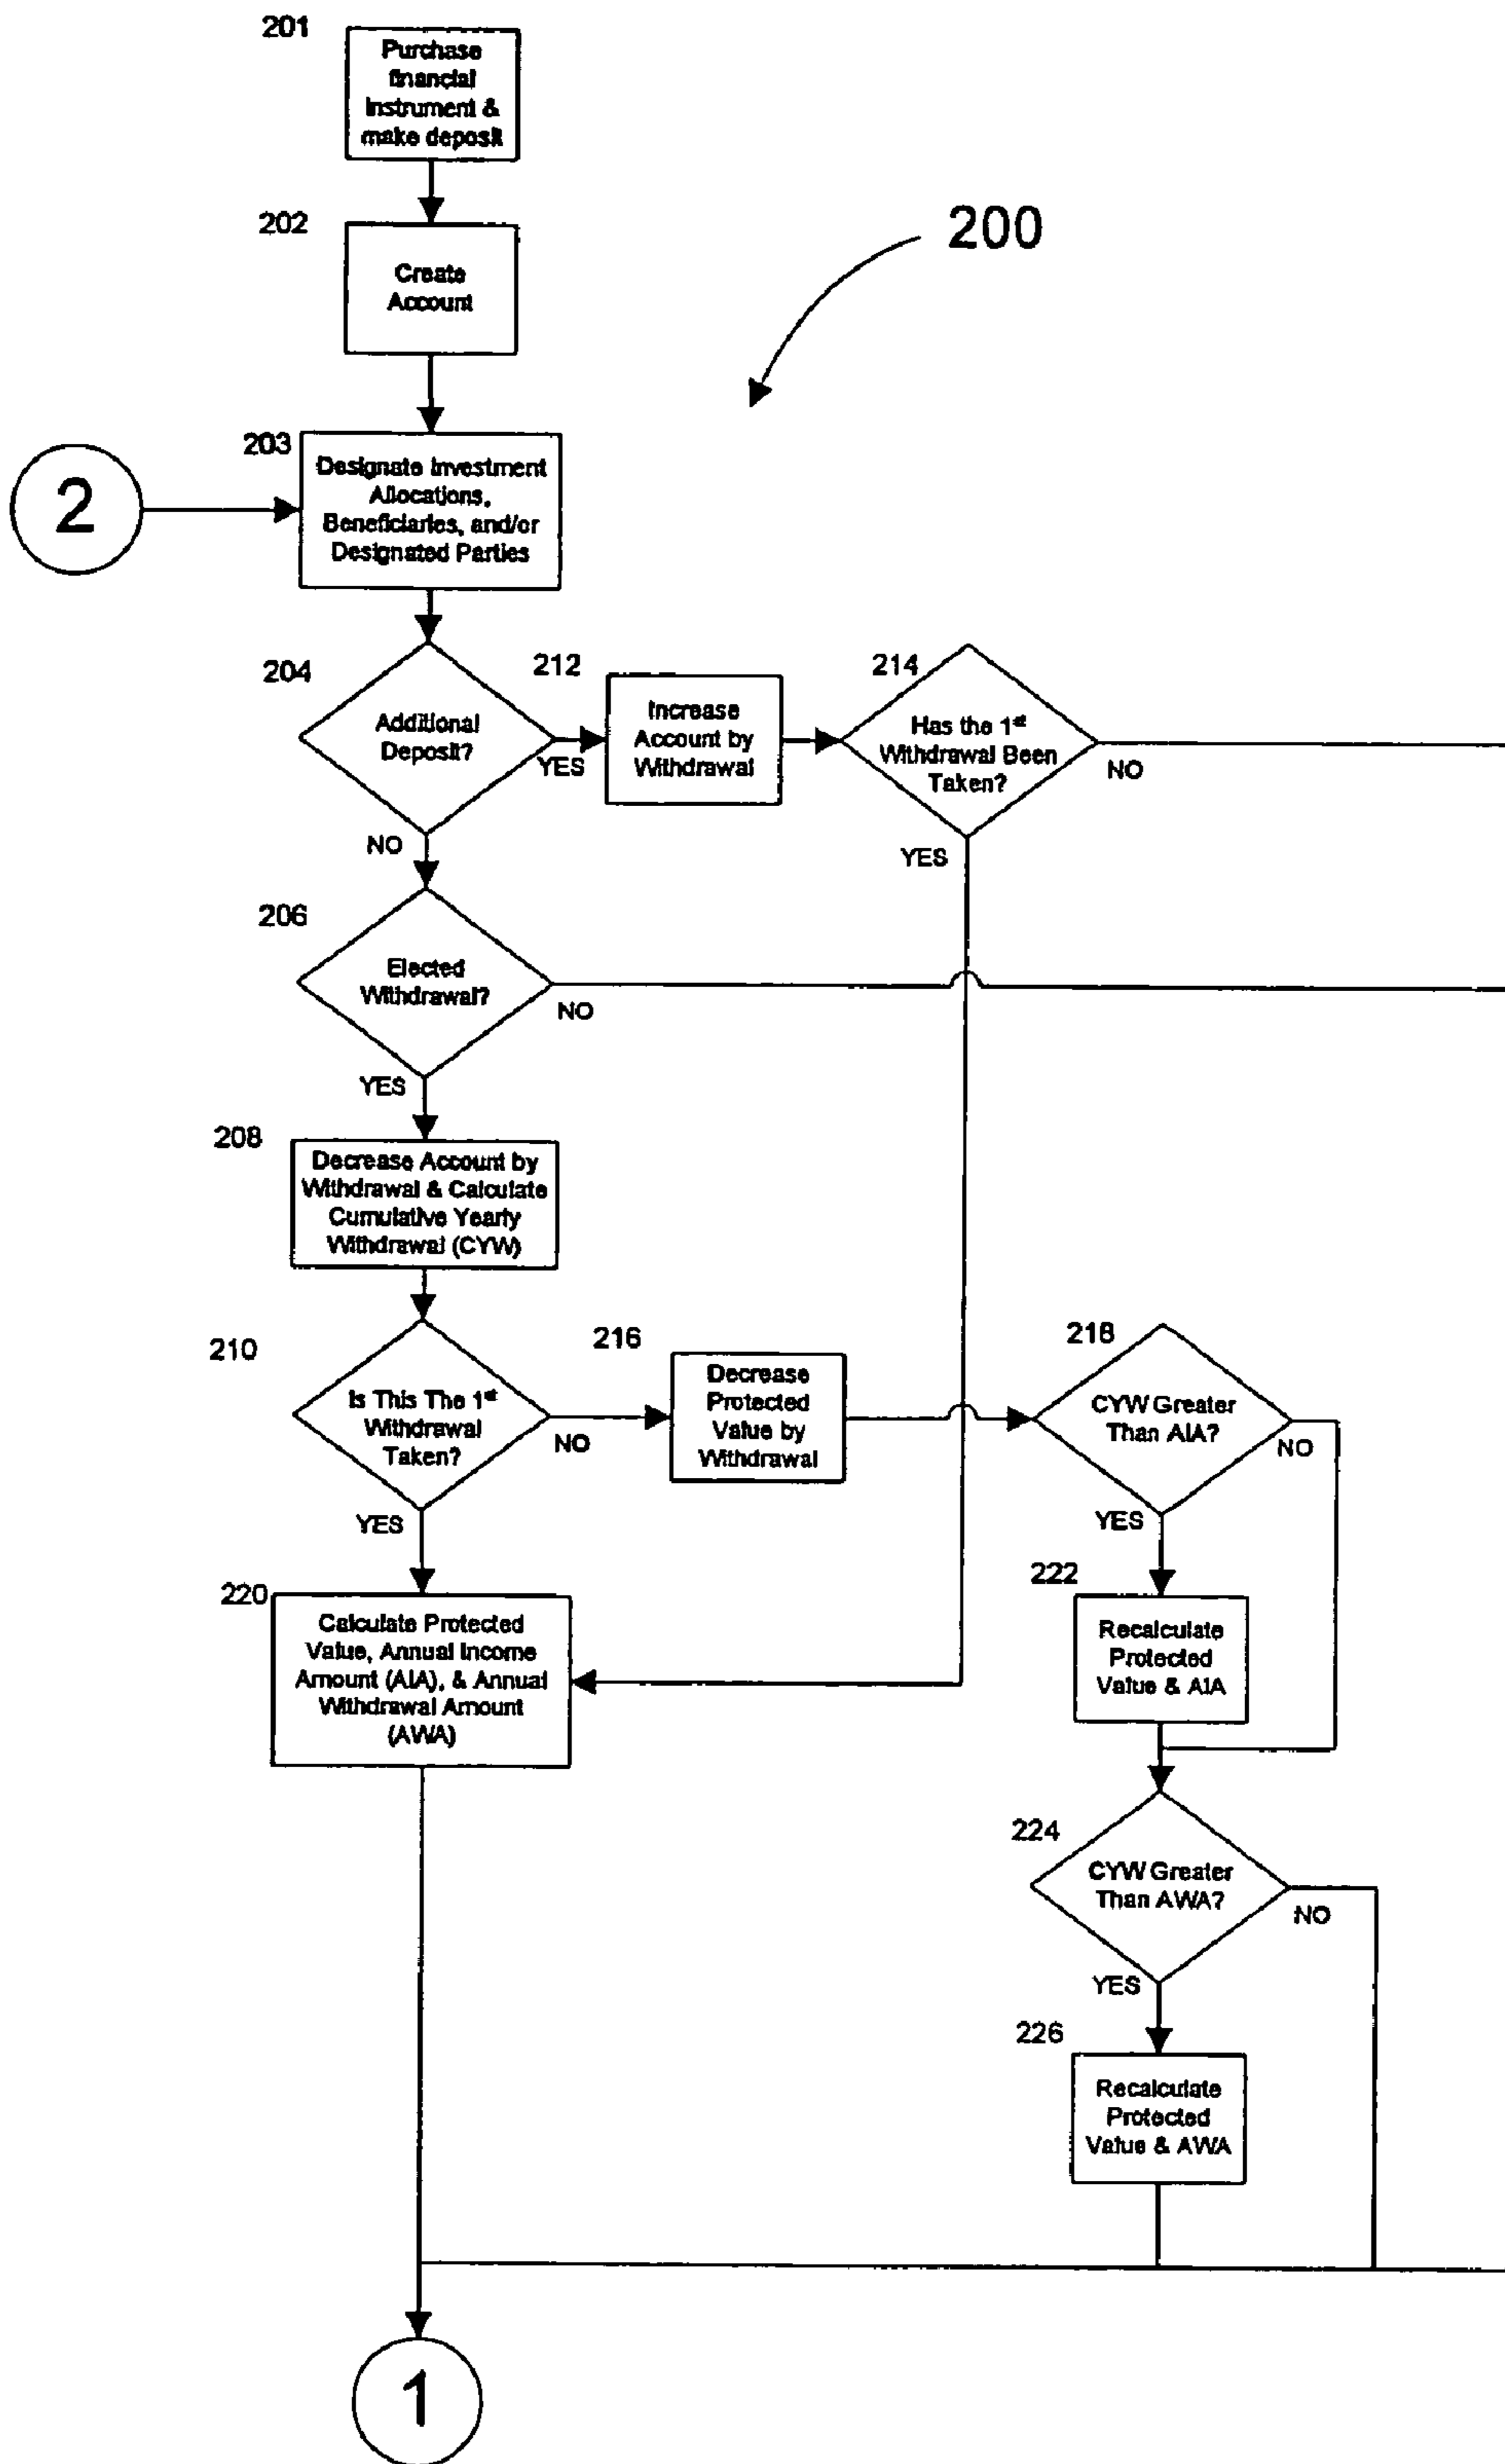 201
Purchase
financial
Instrument &
make deposit
202
Create
Account
200
203
Designate Investment
Allocations,
Beneficiaries, and/or
Designated Parties
2
204
Additional
Deposit?
YES
NO
212
Increase
Account by
Withdrawal
214
Has the 1st
Withdrawal Been
Taken?
NO
YES
206
Elected
Withdrawal?
NO
YES
208
Decrease Account by
Withdrawal & Calculate
Cumulative Yearly
Withdrawal (CYW)
210
Is This The 1st
Withdrawal
Taken?
NO
YES
216
Decrease
Protected
Value by
Withdrawal
218
CYW Greater
Than AIA?
NO
YES
220
Calculate Protected
Value, Annual Income
Amount (AIA), & Annual
Withdrawal Amount
(AWA)
222
Recalculate
Protected
Value & AIA
224
CYW Greater
Than AWA?
NO
YES
226
Recalculate
Protected
Value & AWA
1